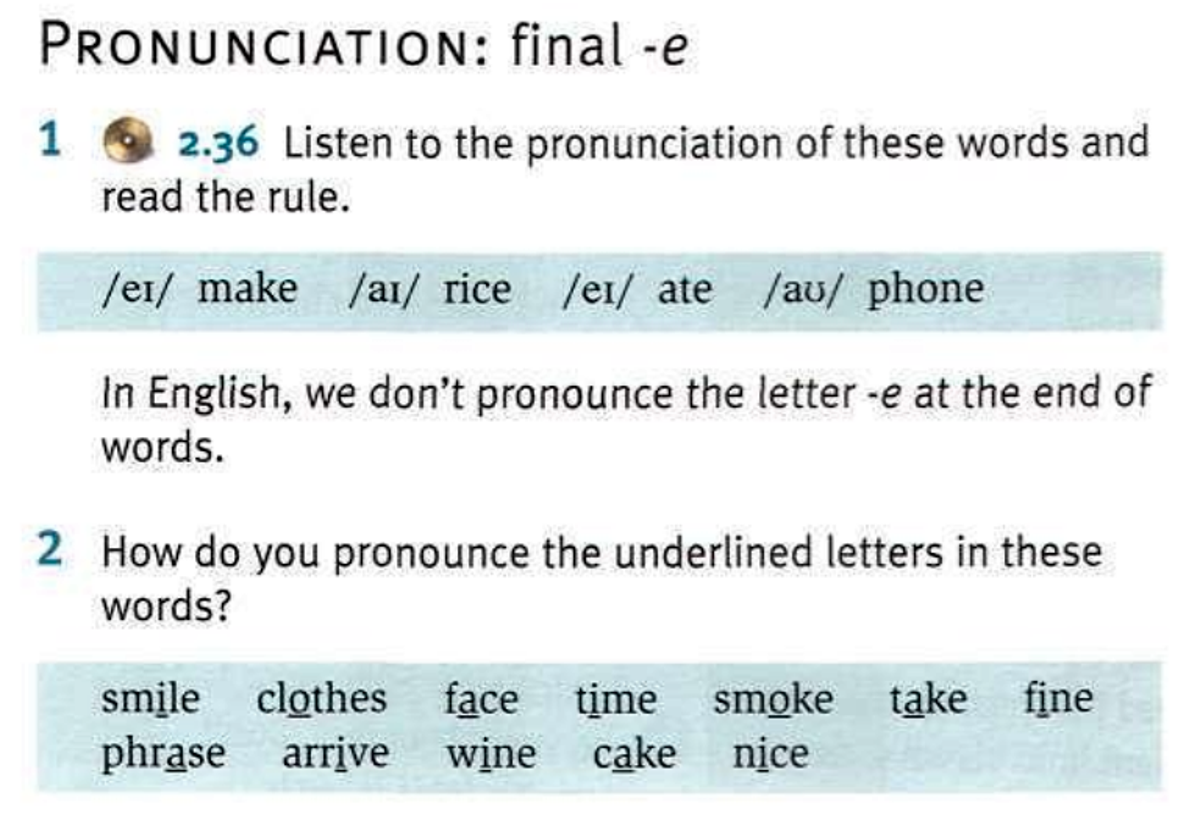 PRONUNCIATION: final -e
1 2.36 Listen to the pronunciation of these words and
read the rule.
/eɪ/ make /aɪ/ rice /eɪ/ ate /aʊ/ phone
In English, we don't pronounce the letter -e at the end of
words.
2 How do you pronounce the underlined letters in these
words?
smile clothes face time smoke take fine
phrase arrive wine cake nice